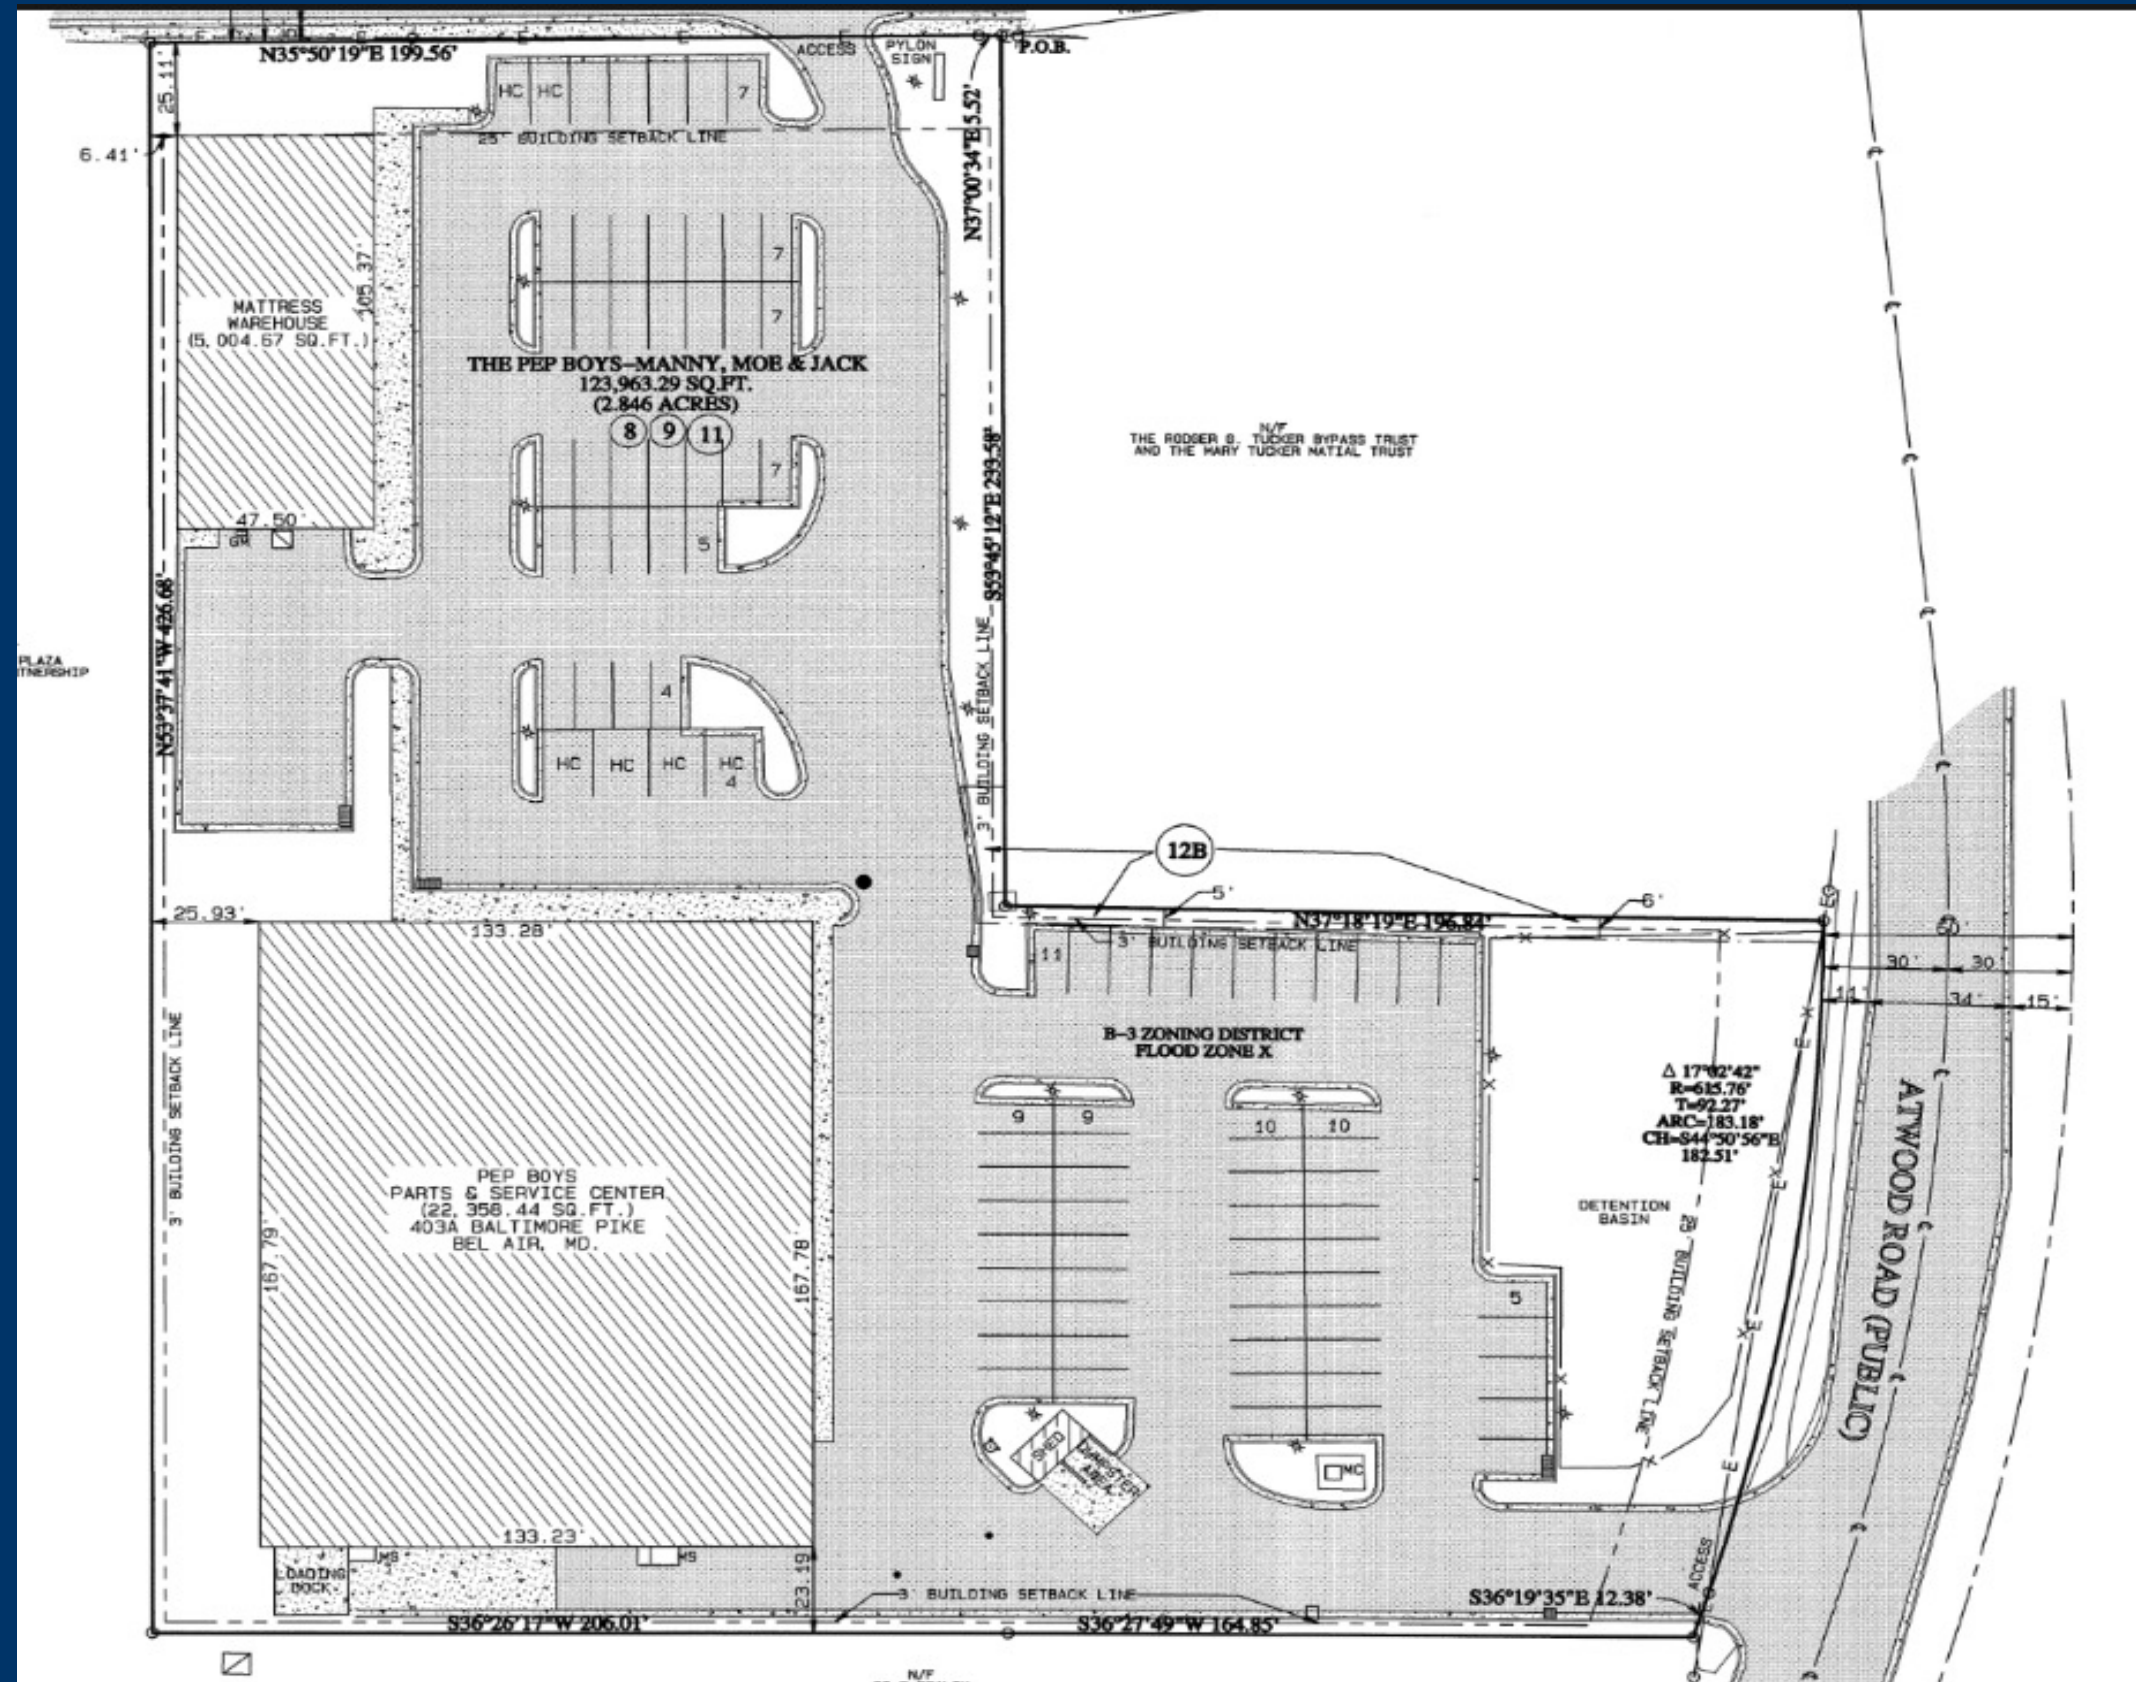 N35°50'19"E 199.56'
ACCESS
PYLON
SIGN
P.O.B.
25.11'
HC
HC
7
N37°00'34"E 5.52'
25' BUILDING SETBACK LINE
6.41'
7
7
105.37'
MATTRESS
WAREHOUSE
(5,004.67 SQ.FT.)
THE PEP BOYS-MANNY, MOE & JACK
123,963.29 SQ.FT.
(2.846 ACRES)
8
9
11
N/F
THE RODGER G. TUCKER BYPASS TRUST
AND THE MARY TUCKER MATIAL TRUST
7
5
S53°45'12"E 233.58'
47.50'
N53°37'41"W 426.68'
PLAZA
TNERSHIP
3' BUILDING SETBACK LINE
4
HC
HC
HC
HC
4
12B
5'
6'
25.93'
133.28'
N37°18'19"E 196.84'
3' BUILDING SETBACK LINE
11
60'
30'
30'
11'
34'
15'
B-3 ZONING DISTRICT
FLOOD ZONE X
3' BUILDING SETBACK LINE
Δ 17°02'42"
R=615.76'
T=92.27'
ARC=183.18'
CH=S44°50'56"E
182.51'
9
9
10
10
ATWOOD ROAD (PUBLIC)
PEP BOYS
PARTS & SERVICE CENTER
(22,358.44 SQ.FT.)
403A BALTIMORE PIKE
BEL AIR, MD.
DETENTION
BASIN
25' BUILDING SETBACK LINE
167.79'
167.78'
5
SHED
DUMPSTER
AREA
MC
133.23'
MS
MS
LOADING
DOCK
23.19
3' BUILDING SETBACK LINE
ACCESS
S36°19'35"E 12.38'
S36°26'17"W 206.01'
S36°27'49"W 164.85'
N/F